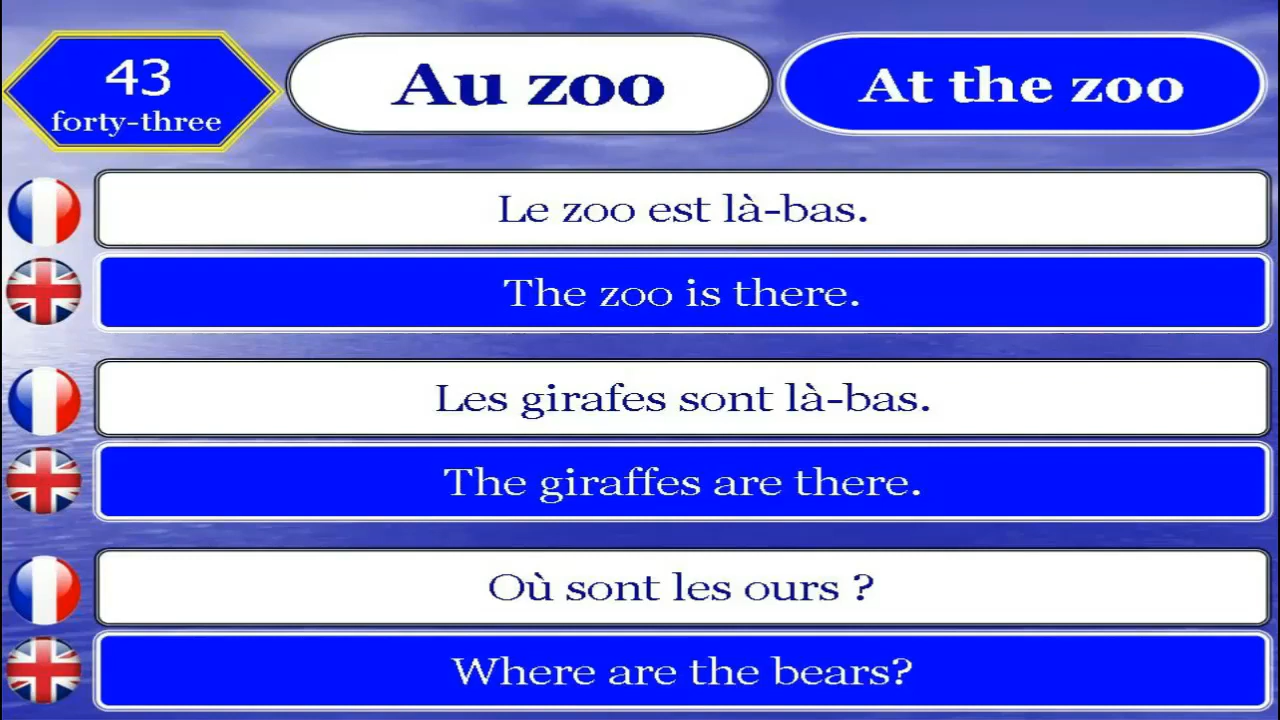 43
forty-three
Au zoo
At the zoo
Le zoo est là-bas.
The zoo is there.
Les girafes sont là-bas.
The giraffes are there.
Où sont les ours ?
Where are the bears?